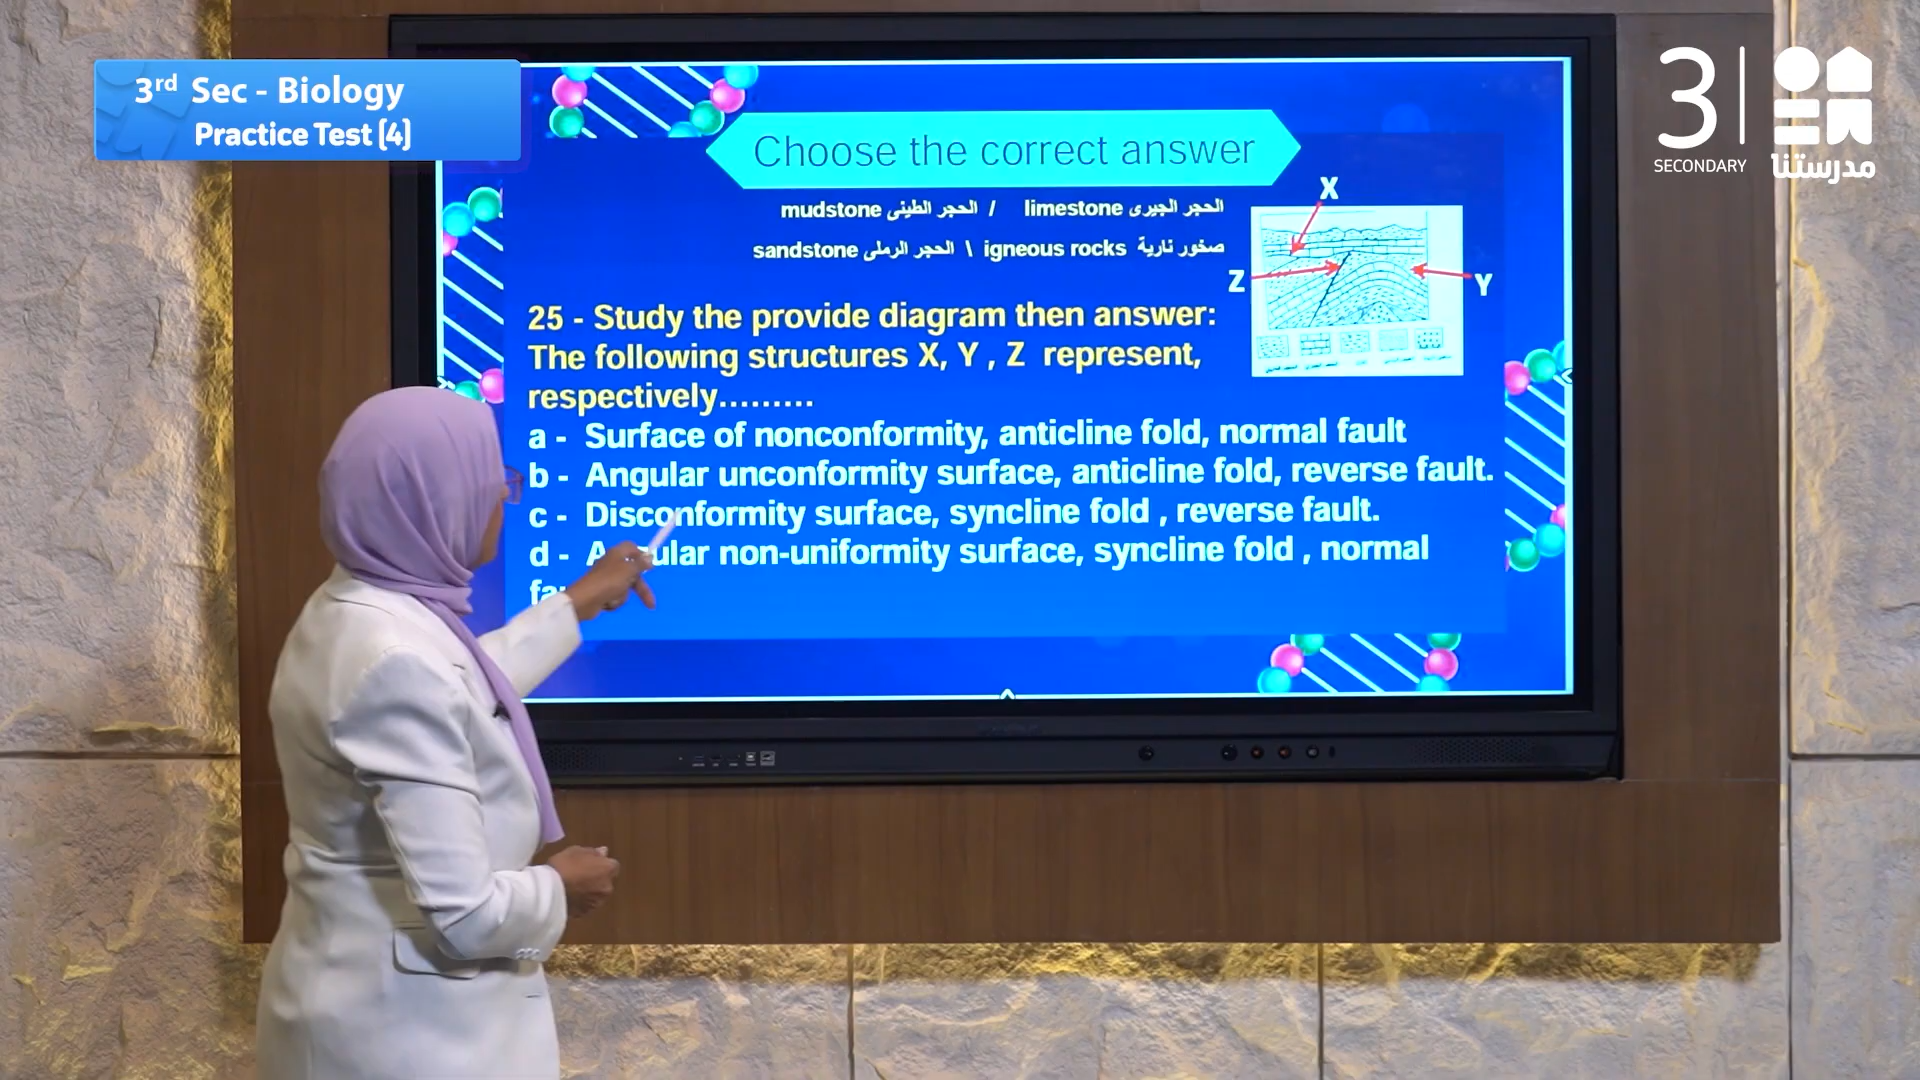 3rd Sec - Biology
Practice Test (4)
3
SECONDARY
مدرستنا
Choose the correct answer
الحجر الجيرى limestone / الحجر الطينى mudstone
صخور نارية igneous rocks \ الحجر الرملى sandstone
X
Z
Y
25 - Study the provide diagram then answer:
The following structures X, Y , Z represent,
respectively.........
a - Surface of nonconformity, anticline fold, normal fault
b - Angular unconformity surface, anticline fold, reverse fault.
c - Disconformity surface, syncline fold , reverse fault.
d - Angular non-uniformity surface, syncline fold , normal